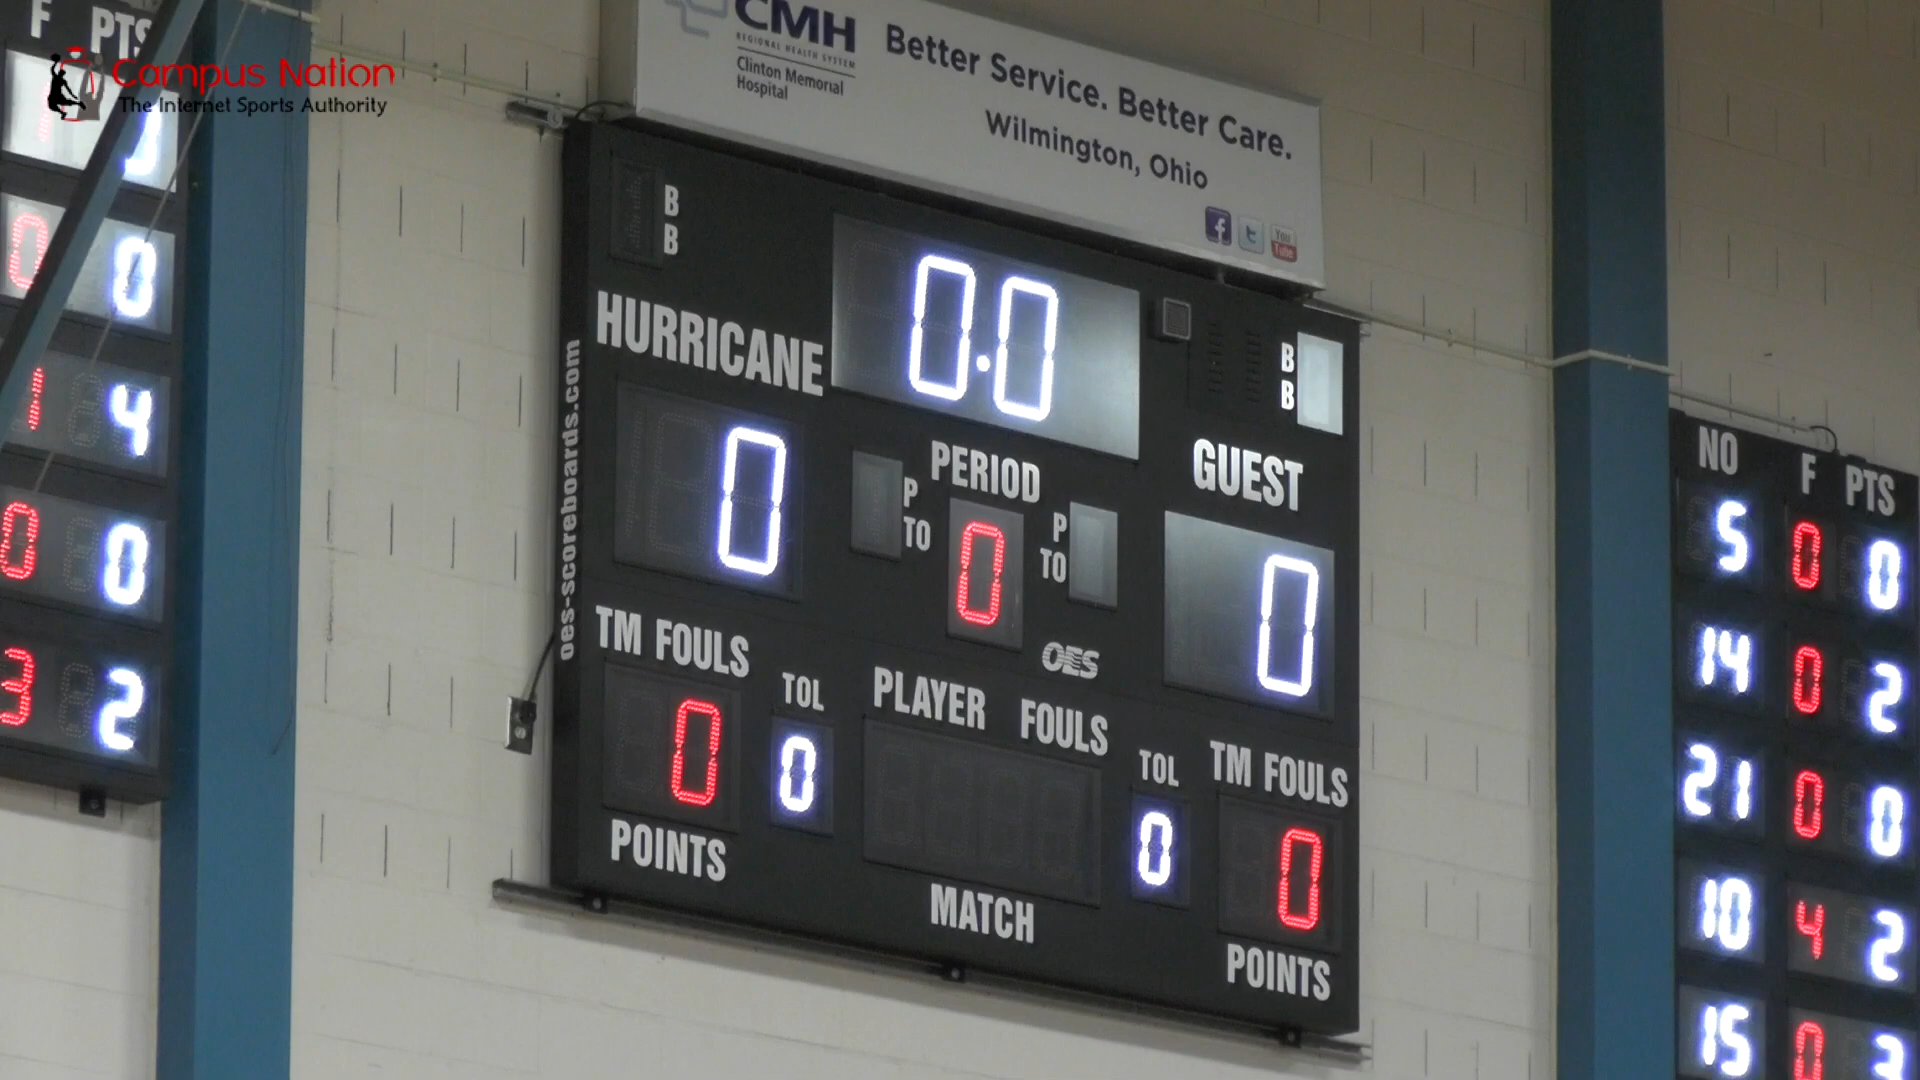 F PTS
Campus Nation
The Internet Sports Authority
0 0
1 4
0 0
3 2
CMH
REGIONAL HEALTH SYSTEM
Clinton Memorial
Hospital
Better Service. Better Care.
Wilmington, Ohio
f t You Tube
B
B
0.0
HURRICANE
B
B
oes-scoreboards.com
PERIOD
GUEST
0
P
TO
0
P
TO
0
OES
TM FOULS
TOL
PLAYER FOULS
TOL
TM FOULS
0
0
0
0
POINTS
MATCH
POINTS
NO F PTS
5 0 0
14 0 2
21 0 0
10 4 2
15 0